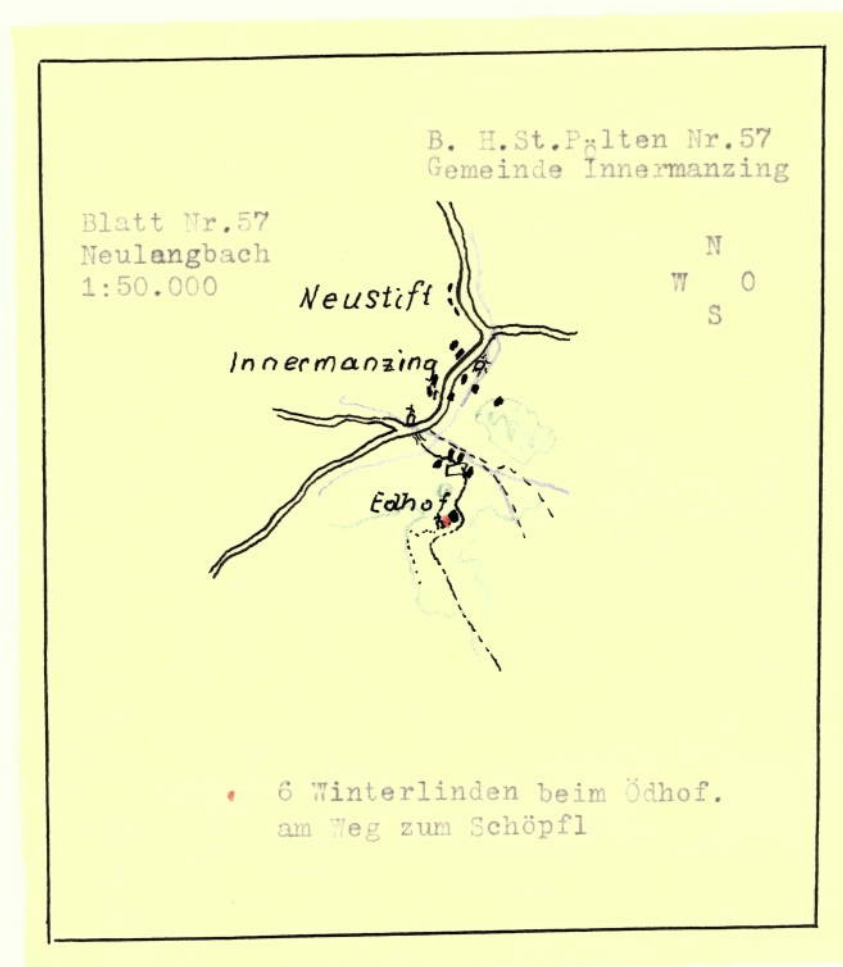 B. H.St.Pölten Nr.57
Gemeinde Innermanzing
Blatt Nr.57
Neulangbach
1:50.000
N
W O
S
Neustift
Innermanzing
Edhof
6 Winterlinden beim Ödhof.
am Weg zum Schöpfl